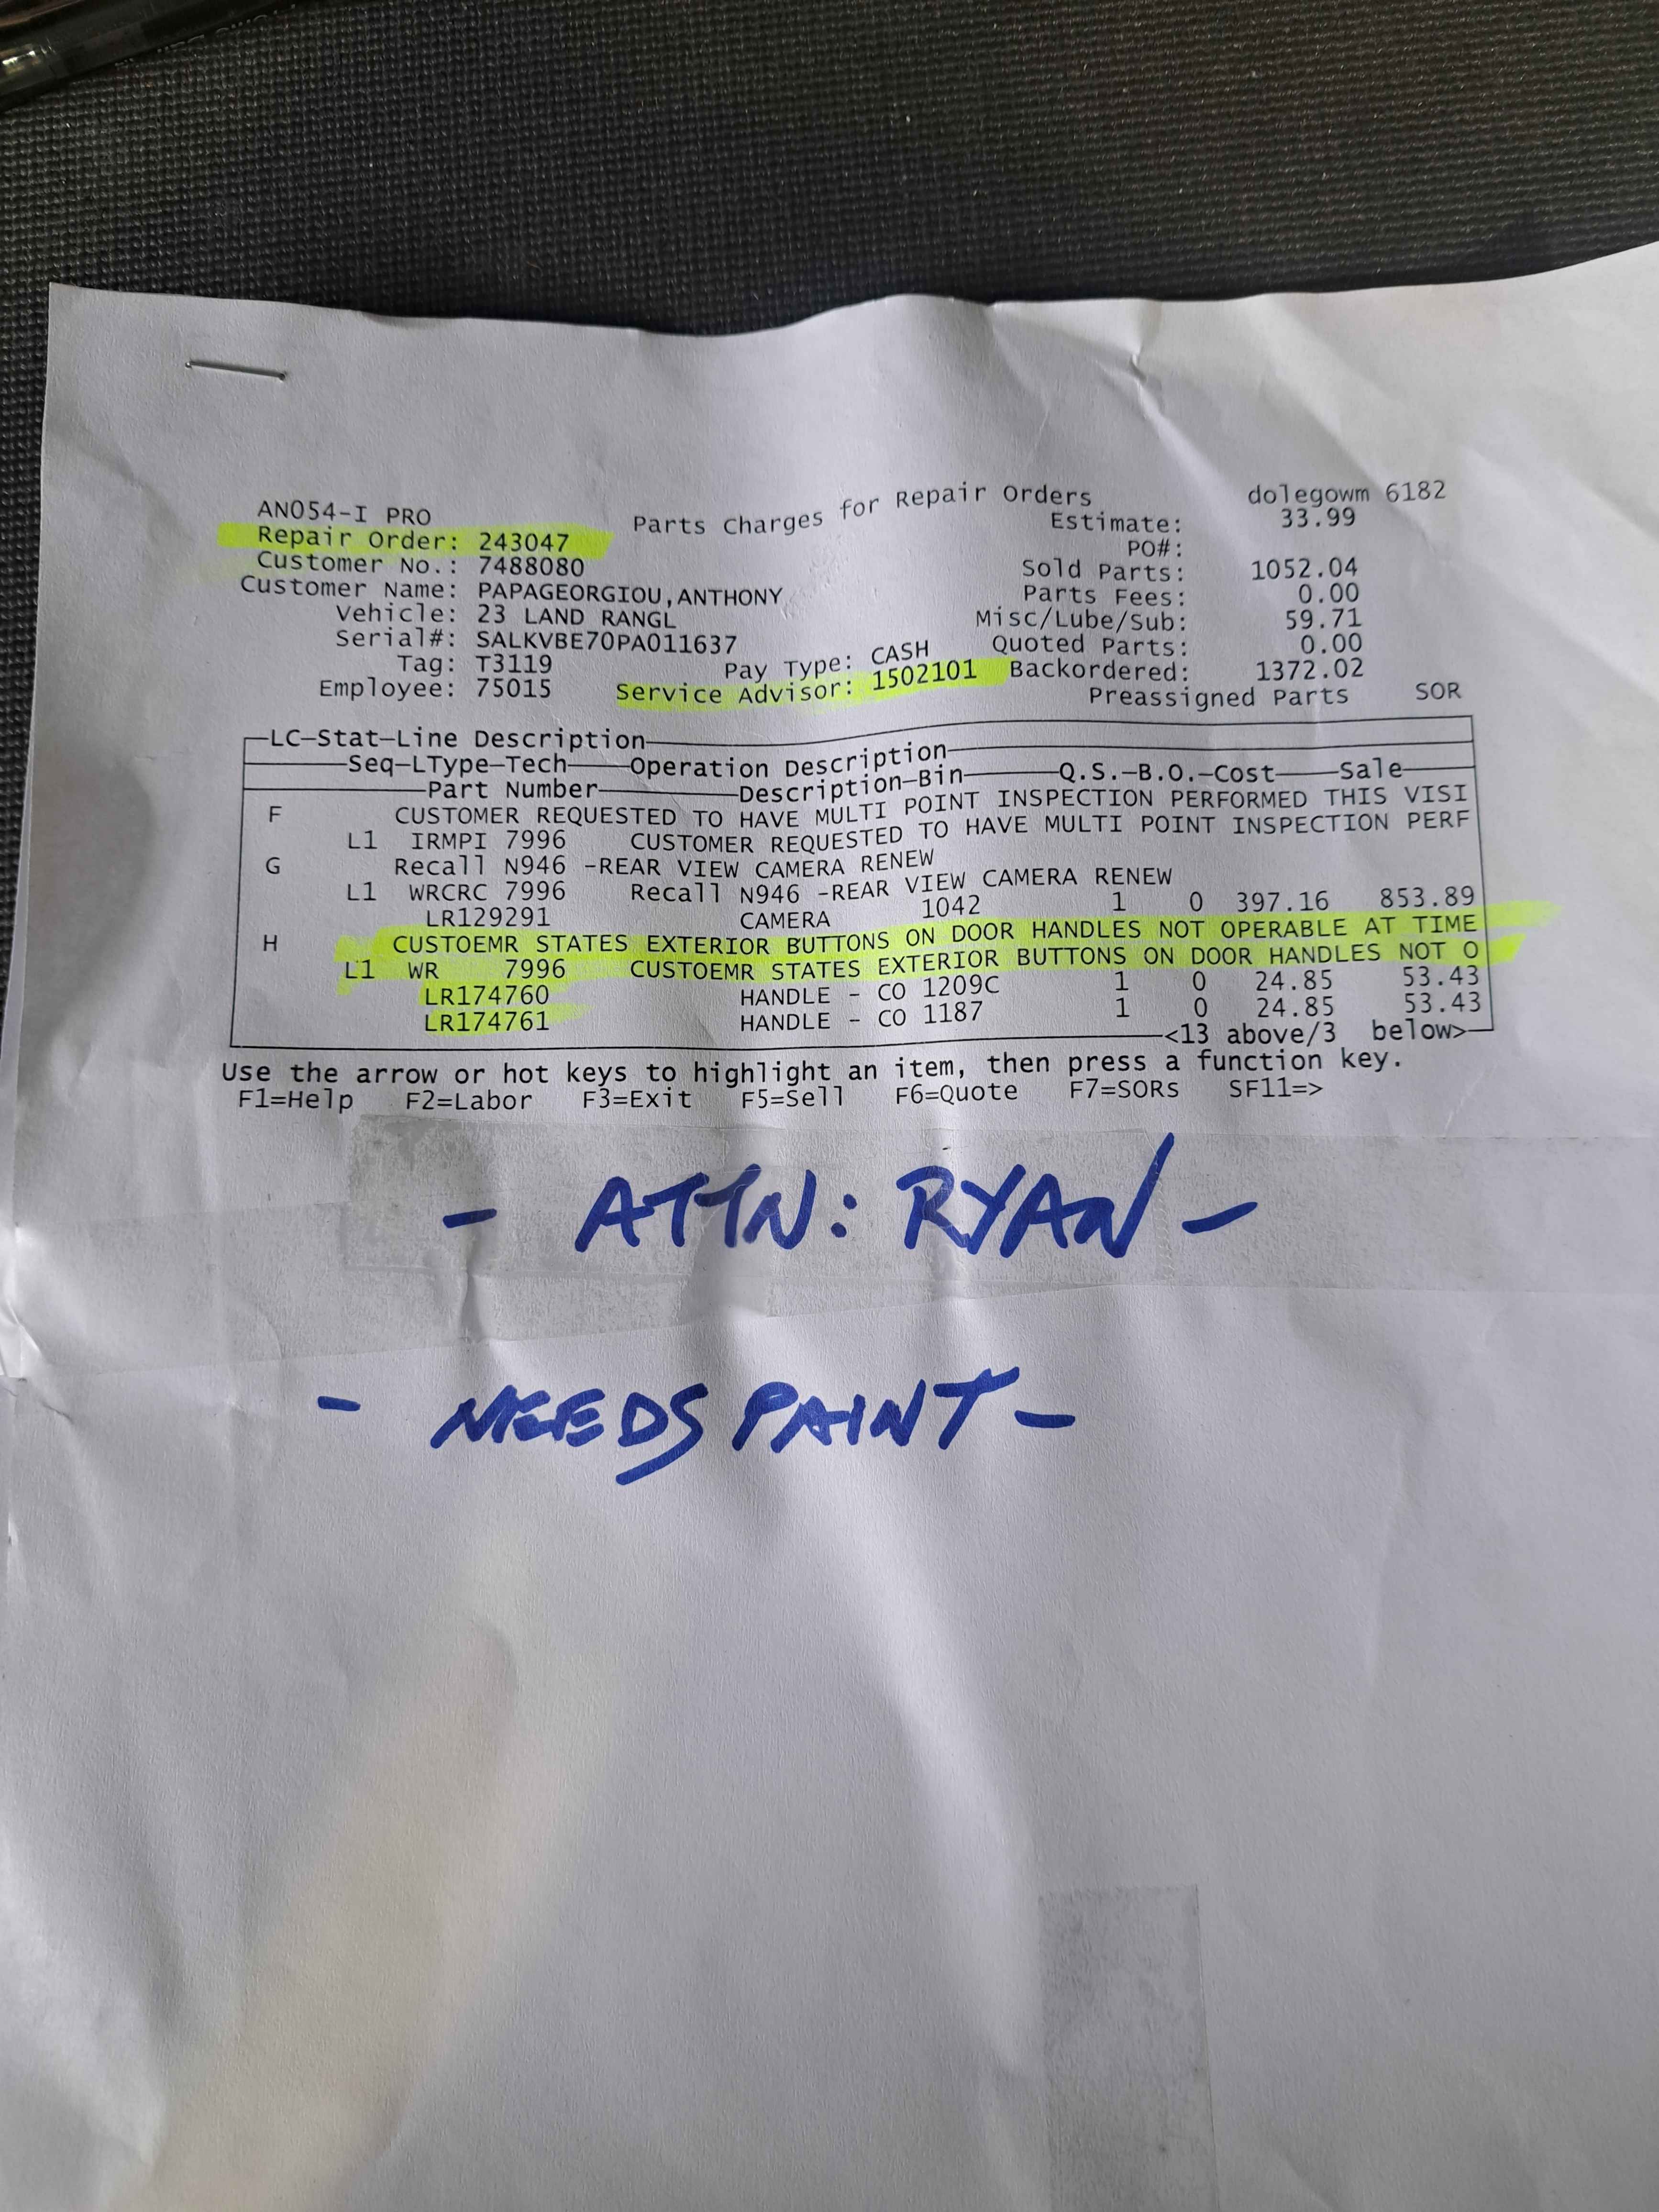 AN054-I PRO Parts Charges for Repair Orders dolegowm 6182
Repair Order: 243047 Estimate: 33.99
Customer No.: 7488080 PO#:
Customer Name: PAPAGEORGIOU,ANTHONY Sold Parts: 1052.04
Vehicle: 23 LAND RANGL Parts Fees: 0.00
Serial#: SALKVBE70PA011637 Misc/Lube/Sub: 59.71
Tag: T3119 Pay Type: CASH Quoted Parts: 0.00
Employee: 75015 Service Advisor: 1502101 Backordered: 1372.02
Preassigned Parts SOR
LC-Stat-Line Description
Seq-LType-Tech Operation Description
Part Number Description-Bin Q.S.-B.O.-Cost Sale
F CUSTOMER REQUESTED TO HAVE MULTI POINT INSPECTION PERFORMED THIS VISI
L1 IRMPI 7996 CUSTOMER REQUESTED TO HAVE MULTI POINT INSPECTION PERF
G Recall N946 -REAR VIEW CAMERA RENEW
L1 WRCRC 7996 Recall N946 -REAR VIEW CAMERA RENEW
LR129291 CAMERA 1042 1 0 397.16 853.89
H CUSTOEMR STATES EXTERIOR BUTTONS ON DOOR HANDLES NOT OPERABLE AT TIME
L1 WR 7996 CUSTOEMR STATES EXTERIOR BUTTONS ON DOOR HANDLES NOT O
LR174760 HANDLE - CO 1209C 1 0 24.85 53.43
LR174761 HANDLE - CO 1187 1 0 24.85 53.43
<13 above/3 below>
Use the arrow or hot keys to highlight an item, then press a function key.
F1=Help F2=Labor F3=Exit F5=Sell F6=Quote F7=SORs SF11=>
- ATTN: RYAN -
- NEEDS PAINT -